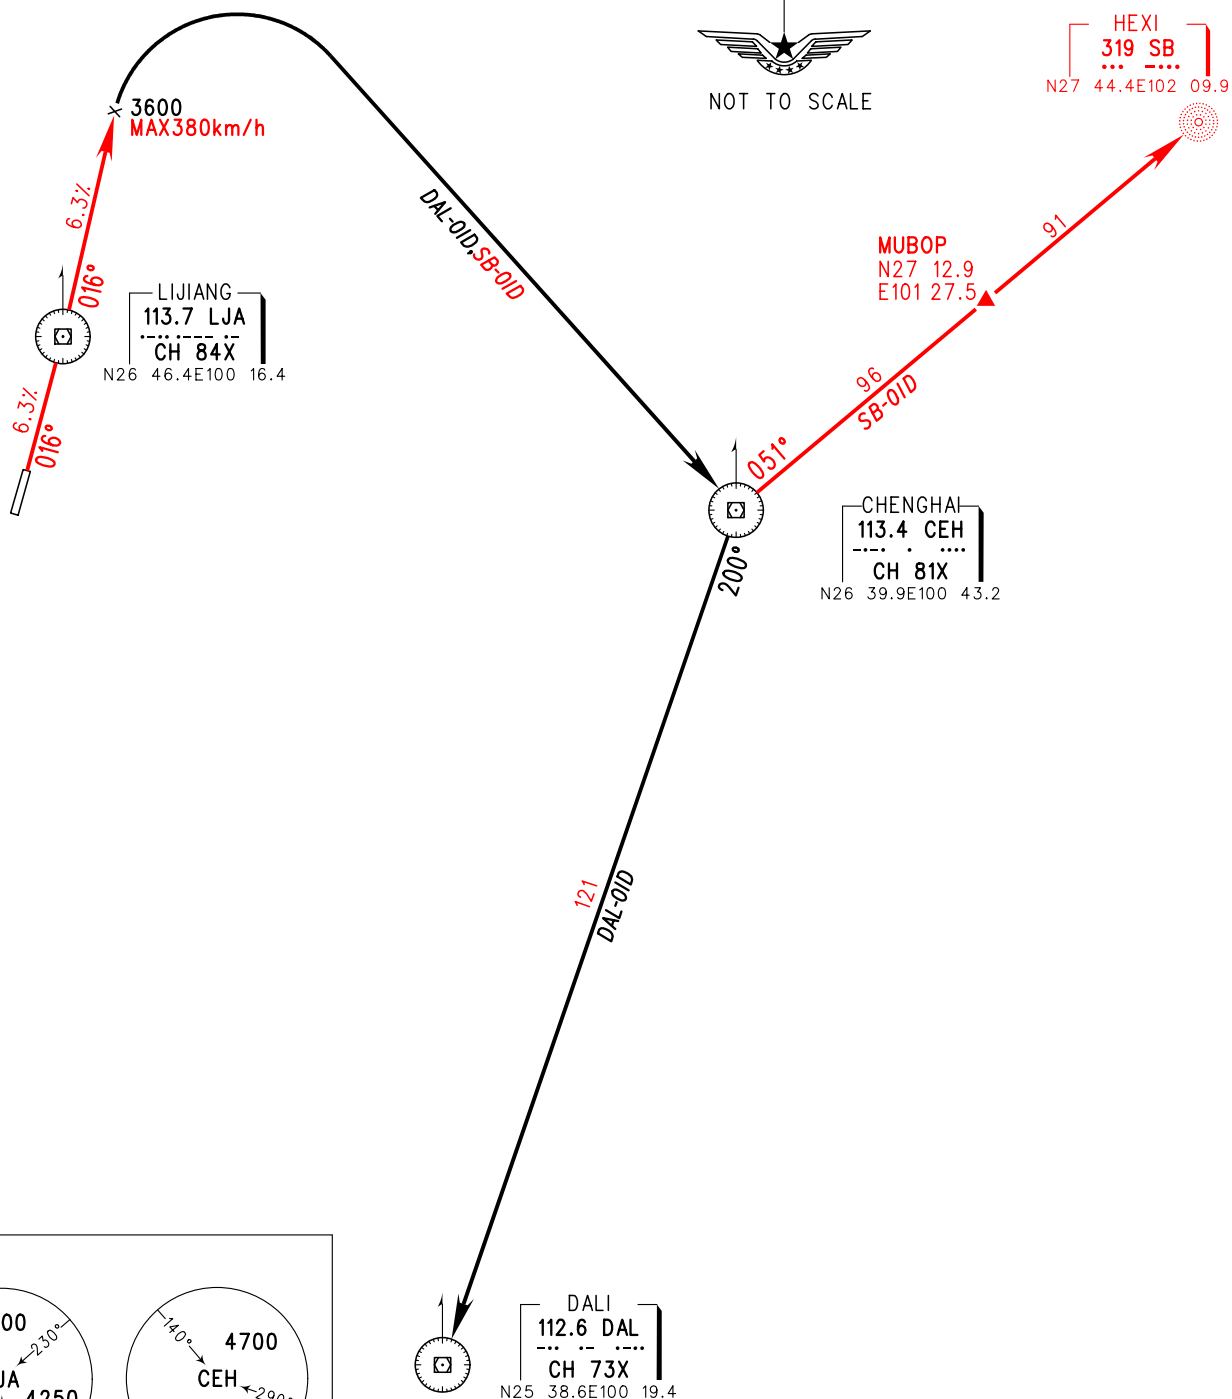 HEXI
319 SB
N27 44.4E102 09.9
NOT TO SCALE
3600
MAX380km/h
6.3%
016°
DAL-01D,SB-01D
91
MUBOP
N27 12.9
E101 27.5
LIJIANG
113.7 LJA
CH 84X
N26 46.4E100 16.4
6.3%
016°
96
SB-01D
051°
CHENGHAI
113.4 CEH
CH 81X
N26 39.9E100 43.2
200°
121
DAL-01D
DALI
112.6 DAL
CH 73X
N25 38.6E100 19.4
00
230°
JA
4250
140°
4700
CEH
290°